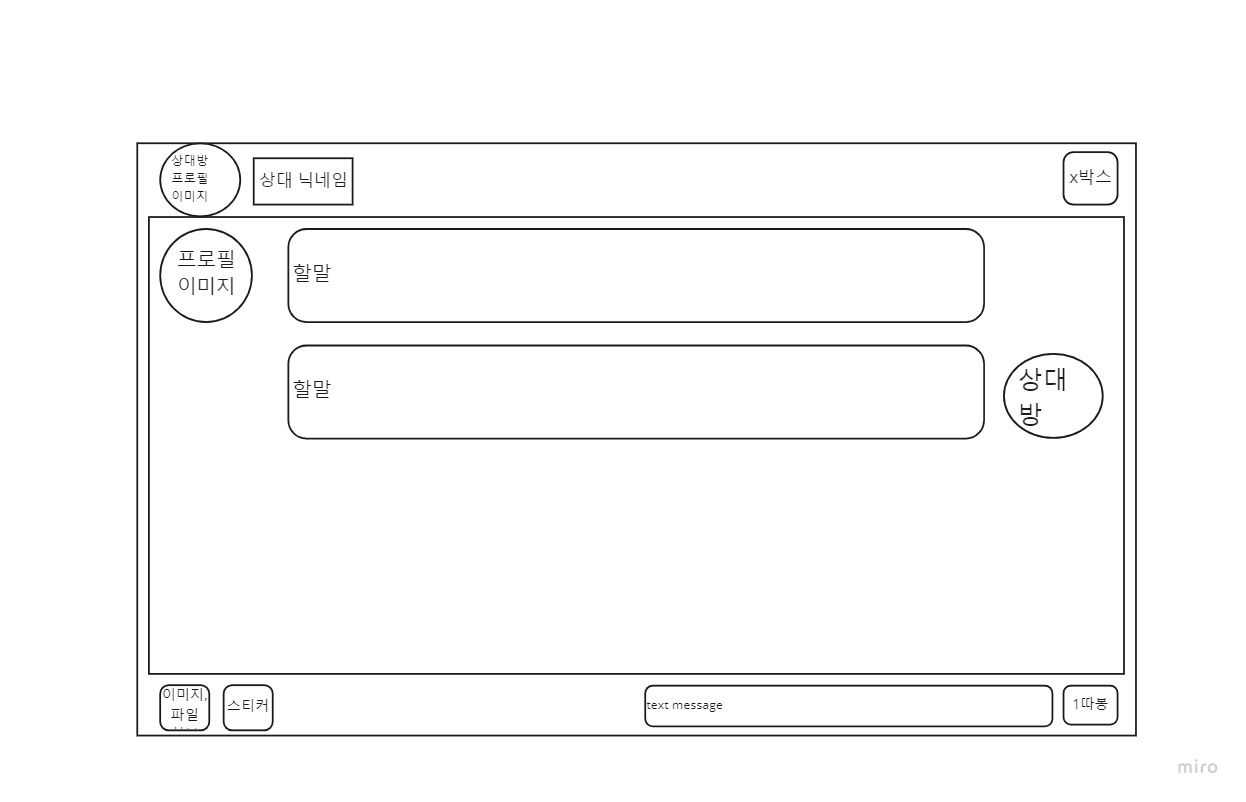 상대방
프로필
이미지
상대 닉네임
x박스
프로필
이미지
할말
할말
상대
방
이미지,
파일
스티커
text message
1따봉
miro